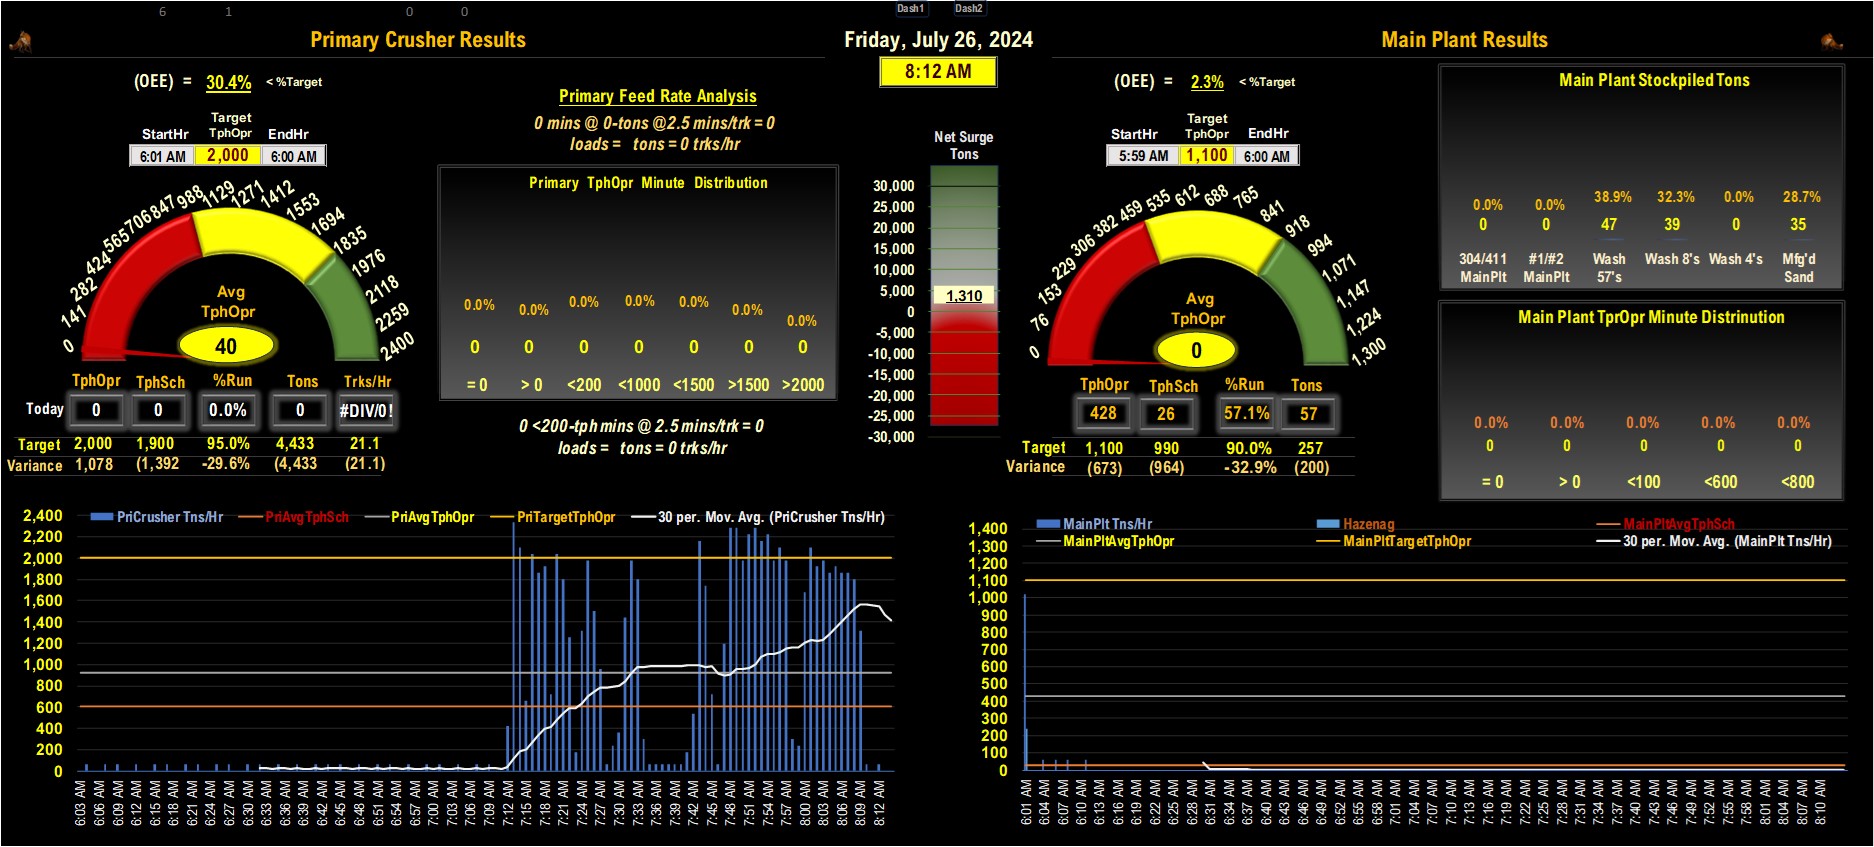 6 1 0 0 Dash1 Dash2
Primary Crusher Results
(OEE) = 30.4% < %Target
Target
StartHr TphOpr EndHr
6:01 AM 2,000 6:00 AM
0 141 282 424 565 706 847 988 1129 1271 1412 1553 1694 1835 1976 2118 2259 2400
Avg
TphOpr
40
TphOpr TphSch %Run Tons Trks/Hr
Today 0 0 0.0% 0 #DIV/0!
Target 2,000 1,900 95.0% 4,433 21.1
Variance 1,078 (1,392 -29.6% (4,433 (21.1)
Primary Feed Rate Analysis
0 mins @ 0-tons @2.5 mins/trk = 0
loads = tons = 0 trks/hr
Primary TphOpr Minute Distribution
0.0% 0.0% 0.0% 0.0% 0.0% 0.0% 0.0%
0 0 0 0 0 0 0
= 0 > 0 <200 <1000 <1500 >1500 >2000
0 <200-tph mins @ 2.5 mins/trk = 0
loads = tons = 0 trks/hr
Friday, July 26, 2024
8:12 AM
Net Surge
Tons
30,000
25,000
20,000
15,000
10,000
5,000
1,310
0
-5,000
-10,000
-15,000
-20,000
-25,000
-30,000
Main Plant Results
(OEE) = 2.3% < %Target
Target
StartHr TphOpr EndHr
5:59 AM 1,100 6:00 AM
0 76 153 229 306 382 459 535 612 688 765 841 918 994 1,071 1,147 1,224 1,300
Avg
TphOpr
0
TphOpr TphSch %Run Tons
428 26 57.1% 57
Target 1,100 990 90.0% 257
Variance (673) (964) -32.9% (200)
Main Plant Stockpiled Tons
0.0% 0.0% 38.9% 32.3% 0.0% 28.7%
0 0 47 39 0 35
304/411 #1/#2 Wash Wash 8's Wash 4's Mfg'd
MainPlt MainPlt 57's Sand
Main Plant TprOpr Minute Distrinution
0.0% 0.0% 0.0% 0.0% 0.0%
0 0 0 0 0
= 0 > 0 <100 <600 <800
PriCrusher Tns/Hr PriAvgTphSch PriAvgTphOpr PriTargetTphOpr 30 per. Mov. Avg. (PriCrusher Tns/Hr)
2,400
2,200
2,000
1,800
1,600
1,400
1,200
1,000
800
600
400
200
0
6:03 AM 6:06 AM 6:09 AM 6:12 AM 6:15 AM 6:18 AM 6:21 AM 6:24 AM 6:27 AM 6:30 AM 6:33 AM 6:36 AM 6:39 AM 6:42 AM 6:45 AM 6:48 AM 6:51 AM 6:54 AM 6:57 AM 7:00 AM 7:03 AM 7:06 AM 7:09 AM 7:12 AM 7:15 AM 7:18 AM 7:21 AM 7:24 AM 7:27 AM 7:30 AM 7:33 AM 7:36 AM 7:39 AM 7:42 AM 7:45 AM 7:48 AM 7:51 AM 7:54 AM 7:57 AM 8:00 AM 8:03 AM 8:06 AM 8:09 AM 8:12 AM
MainPlt Tns/Hr Hazenag MainPltAvgTphSch
MainPltAvgTphOpr MainPltTargetTphOpr 30 per. Mov. Avg. (MainPlt Tns/Hr)
1,400
1,300
1,200
1,100
1,000
900
800
700
600
500
400
300
200
100
0
6:01 AM 6:04 AM 6:07 AM 6:10 AM 6:13 AM 6:16 AM 6:19 AM 6:22 AM 6:25 AM 6:28 AM 6:31 AM 6:34 AM 6:37 AM 6:40 AM 6:43 AM 6:46 AM 6:49 AM 6:52 AM 6:55 AM 6:58 AM 7:01 AM 7:04 AM 7:07 AM 7:10 AM 7:13 AM 7:16 AM 7:19 AM 7:22 AM 7:25 AM 7:28 AM 7:31 AM 7:34 AM 7:37 AM 7:40 AM 7:43 AM 7:46 AM 7:49 AM 7:52 AM 7:55 AM 7:58 AM 8:01 AM 8:04 AM 8:07 AM 8:10 AM